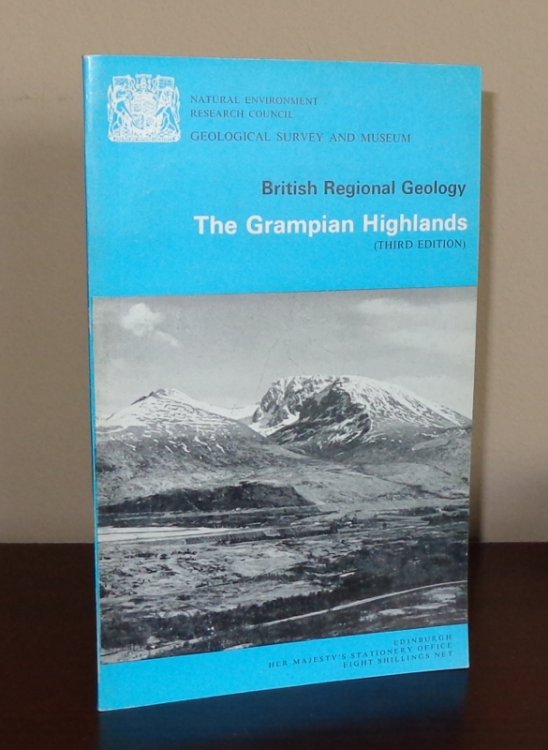 NATURAL ENVIRONMENT
RESEARCH COUNCIL
GEOLOGICAL SURVEY AND MUSEUM
British Regional Geology
The Grampian Highlands
(THIRD EDITION)
EDINBURGH
HER MAJESTY'S STATIONERY OFFICE
EIGHT SHILLINGS NET